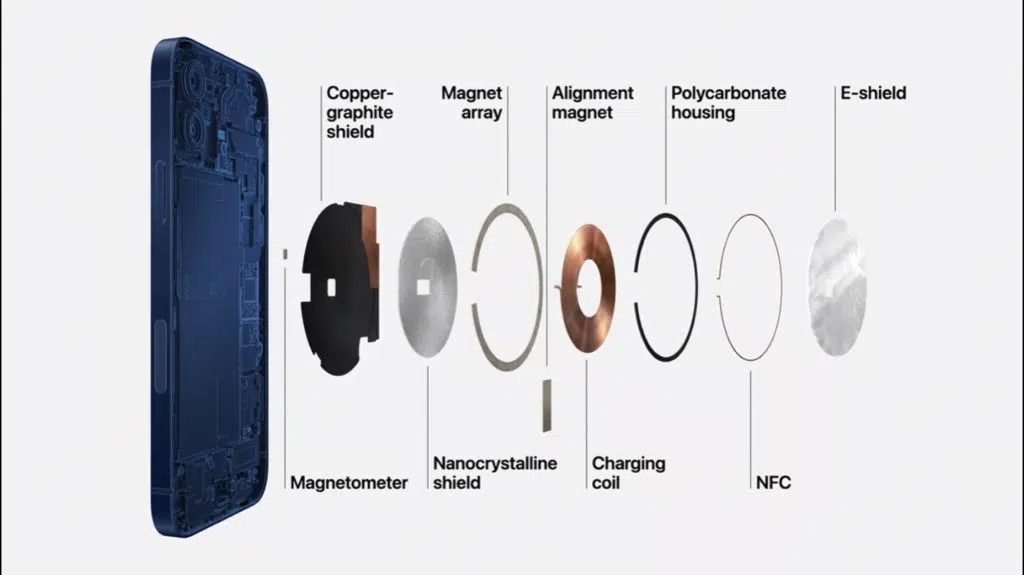 Copper-
graphite
shield
Magnet
array
Alignment
magnet
Polycarbonate
housing
E-shield
Magnetometer
Nanocrystalline
shield
Charging
coil
NFC